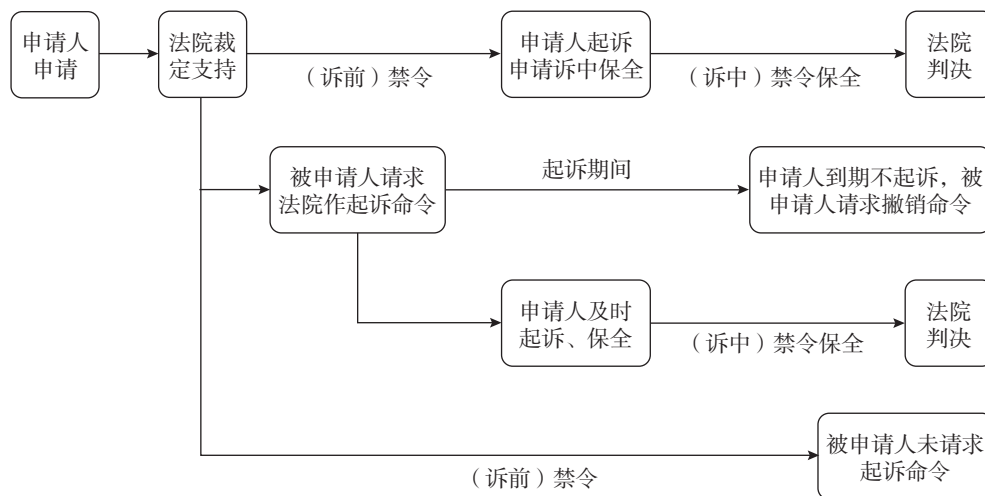 申请人
申请
法院裁
定支持
（诉前）禁令
申请人起诉
申请诉中保全
（诉中）禁令保全
法院
判决
被申请人请求
法院作起诉命令
起诉期间
申请人到期不起诉，被
申请人请求撤销命令
申请人及时
起诉、保全
（诉中）禁令保全
法院
判决
（诉前）禁令
被申请人未请求
起诉命令